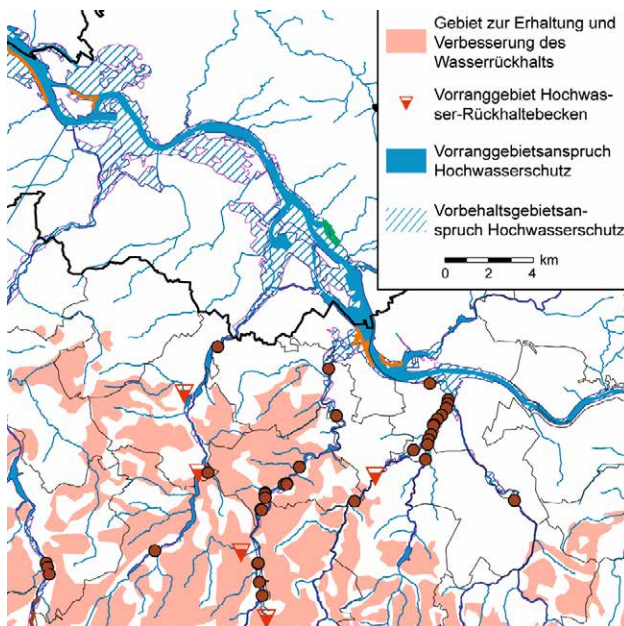 Gebiet zur Erhaltung und
Verbesserung des
Wasserrückhalts
Vorranggebiet Hochwas-
ser-Rückhaltebecken
Vorranggebietsanspruch
Hochwasserschutz
Vorbehaltsgebietsan-
spruch Hochwasserschutz
km
0 2 4